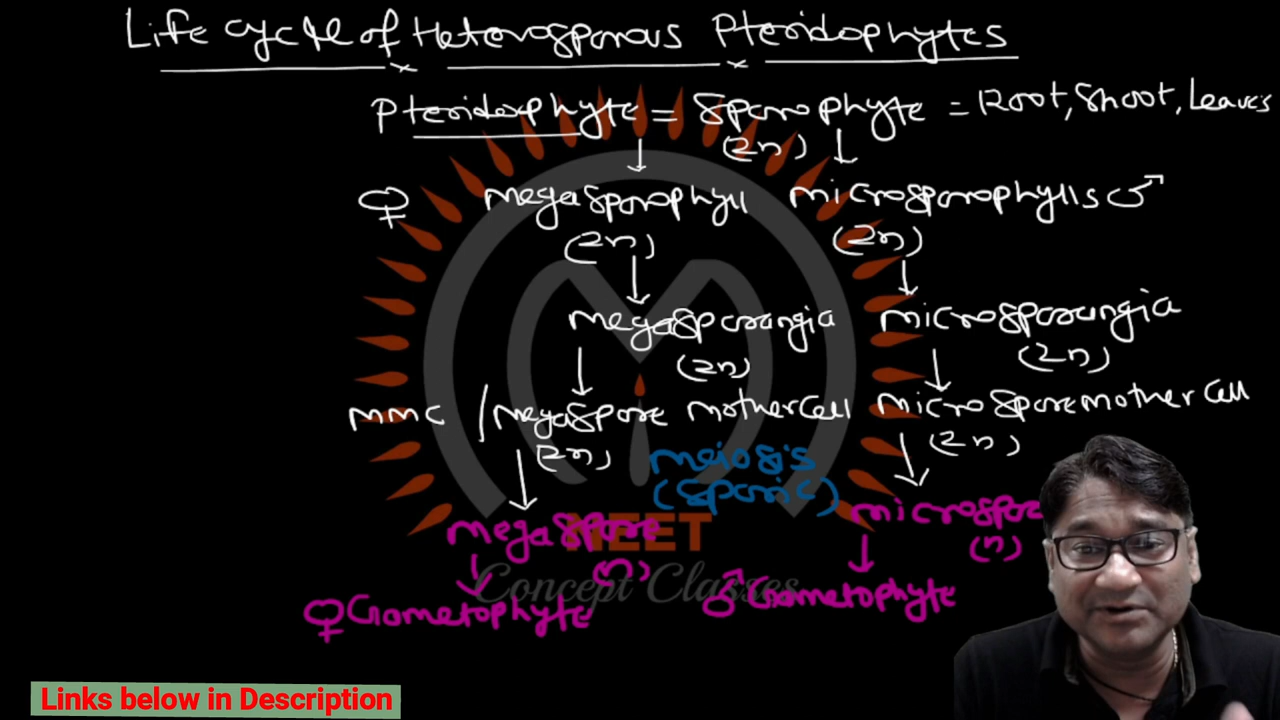 Life cycle of Heterosporous Pteridophytes
Pteridophyte = Sporophyte = Root, Shoot, Leaves
(2n)
♀ megasporophyll microsporophylls ♂
(2n) (2n)
megasporangia microsporangia
(2n) (2n)
MMC / Megaspore mother cell microspore mother cell
(2n) (2n)
meiosis
(sporic)
megaspore microspo
(n) (n)
NEET
Concept Classes
♀ Gametophyte ♂ Gametophyte
Links below in Description